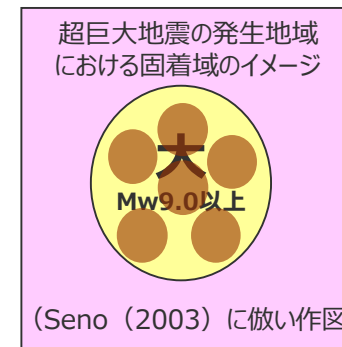 超巨大地震の発生地域
における固着域のイメージ
大
Mw9.0以上
(Seno（2003）に倣い作図